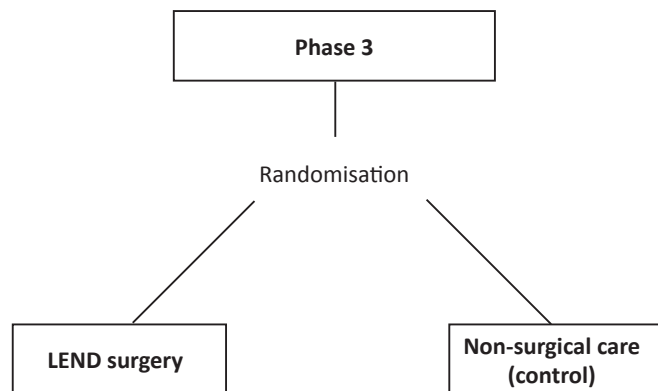 Phase 3
Randomisation
LEND surgery
Non-surgical care
(control)